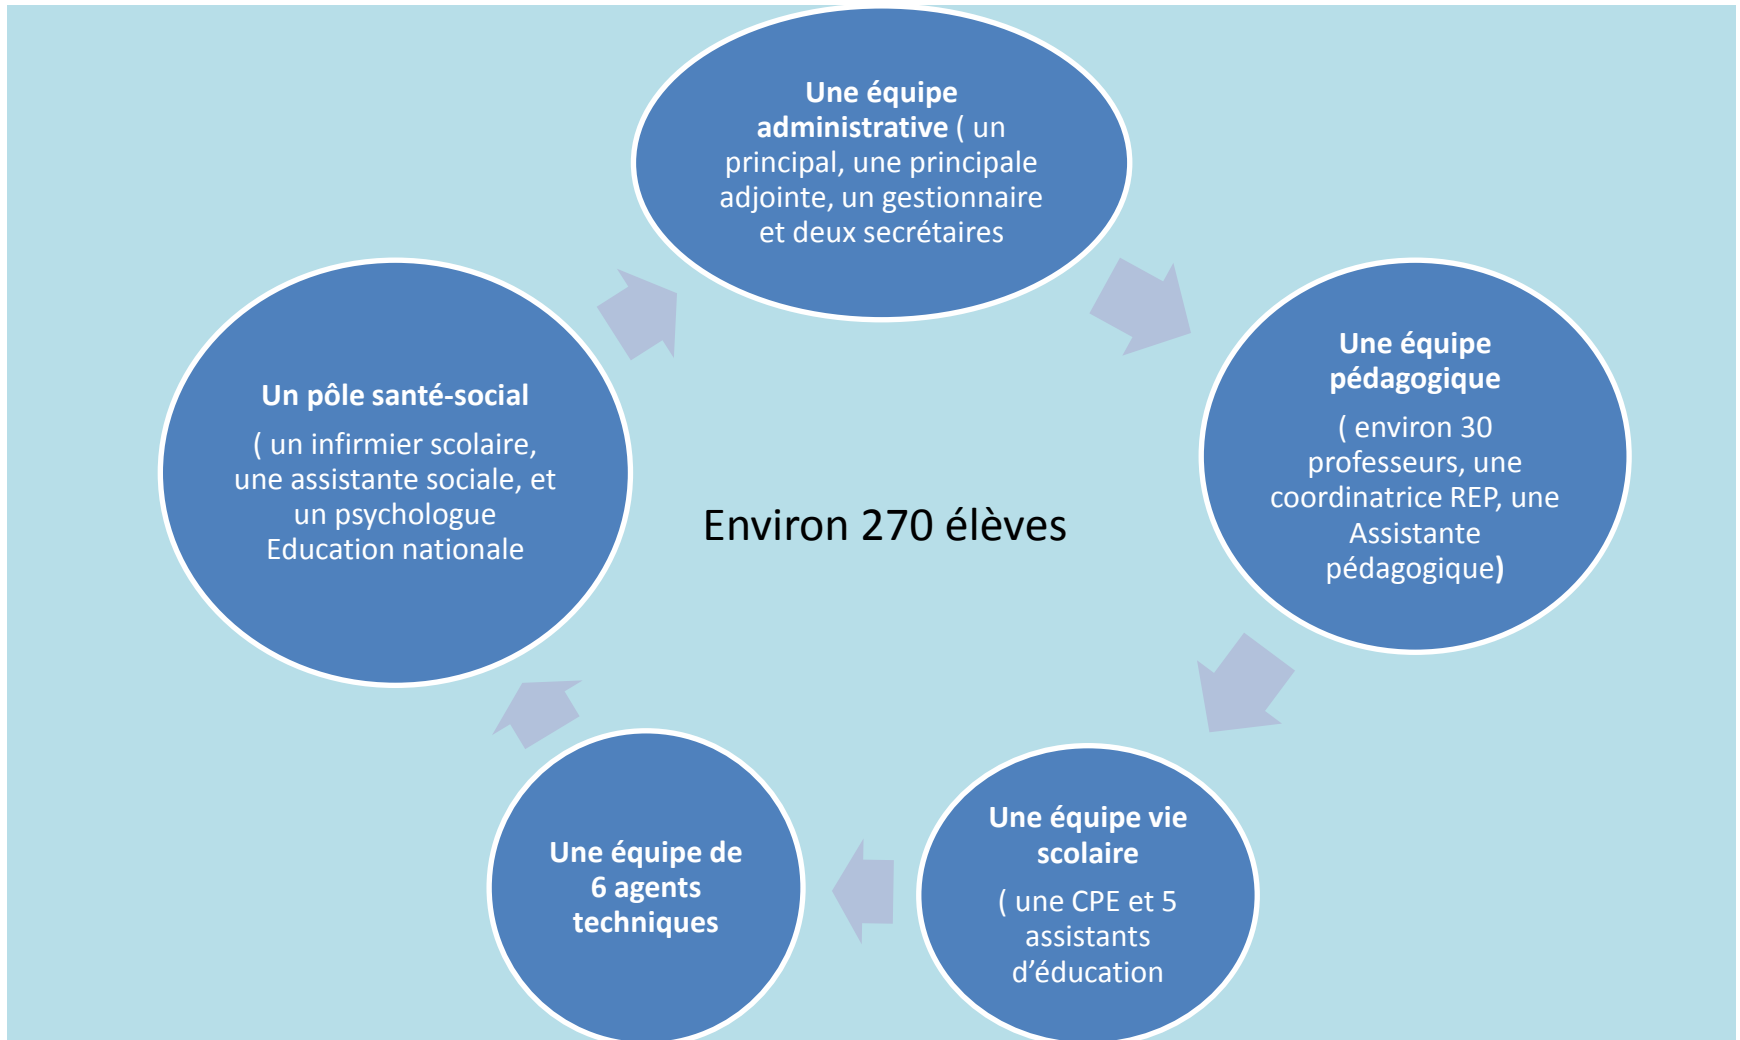 Une équipe
administrative ( un
principal, une principale
adjointe, un gestionnaire
et deux secrétaires
Une équipe
pédagogique
( environ 30
professeurs, une
coordinatrice REP, une
Assistante
pédagogique)
Une équipe vie
scolaire
( une CPE et 5
assistants
d’éducation
Une équipe de
6 agents
techniques
Un pôle santé-social
( un infirmier scolaire,
une assistante sociale, et
un psychologue
Education nationale
Environ 270 élèves